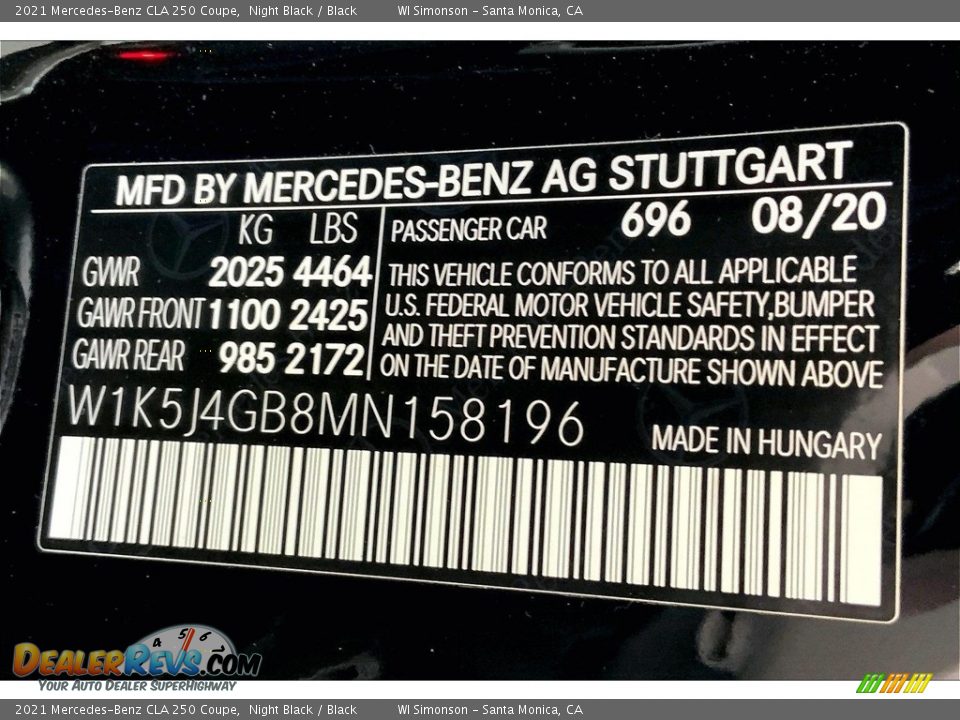 2021 Mercedes-Benz CLA 250 Coupe, Night Black / Black WI Simonson - Santa Monica, CA
MFD BY MERCEDES-BENZ AG STUTTGART
KG LBS
GVWR 2025 4464
GAWR FRONT 1100 2425
GAWR REAR 985 2172
PASSENGER CAR 696 08/20
THIS VEHICLE CONFORMS TO ALL APPLICABLE
U.S. FEDERAL MOTOR VEHICLE SAFETY,BUMPER
AND THEFT PREVENTION STANDARDS IN EFFECT
ON THE DATE OF MANUFACTURE SHOWN ABOVE
W1K5J4GB8MN158196
MADE IN HUNGARY
4 5 6
DEALERREVS.COM
YOUR AUTO DEALER SUPERHIGHWAY
2021 Mercedes-Benz CLA 250 Coupe, Night Black / Black WI Simonson - Santa Monica, CA